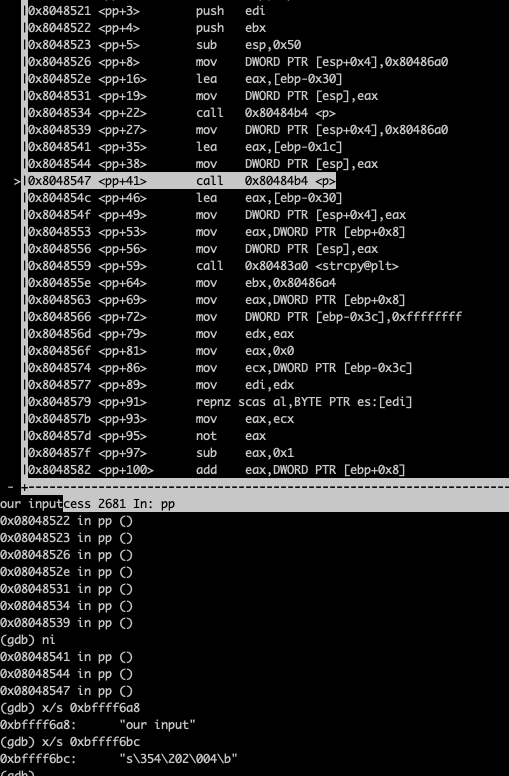 |0x8048521 <pp+3> push edi
|0x8048522 <pp+4> push ebx
|0x8048523 <pp+5> sub esp,0x50
|0x8048526 <pp+8> mov DWORD PTR [esp+0x4],0x80486a0
|0x804852e <pp+16> lea eax,[ebp-0x30]
|0x8048531 <pp+19> mov DWORD PTR [esp],eax
|0x8048534 <pp+22> call 0x80484b4 <p>
|0x8048539 <pp+27> mov DWORD PTR [esp+0x4],0x80486a0
|0x8048541 <pp+35> lea eax,[ebp-0x1c]
|0x8048544 <pp+38> mov DWORD PTR [esp],eax
>|0x8048547 <pp+41> call 0x80484b4 <p>
|0x804854c <pp+46> lea eax,[ebp-0x30]
|0x804854f <pp+49> mov DWORD PTR [esp+0x4],eax
|0x8048553 <pp+53> mov eax,DWORD PTR [ebp+0x8]
|0x8048556 <pp+56> mov DWORD PTR [esp],eax
|0x8048559 <pp+59> call 0x80483a0 <strcpy@plt>
|0x804855e <pp+64> mov ebx,0x80486a4
|0x8048563 <pp+69> mov eax,DWORD PTR [ebp+0x8]
|0x8048566 <pp+72> mov DWORD PTR [ebp-0x3c],0xffffffff
|0x804856d <pp+79> mov edx,eax
|0x804856f <pp+81> mov eax,0x0
|0x8048574 <pp+86> mov ecx,DWORD PTR [ebp-0x3c]
|0x8048577 <pp+89> mov edi,edx
|0x8048579 <pp+91> repnz scas al,BYTE PTR es:[edi]
|0x804857b <pp+93> mov eax,ecx
|0x804857d <pp+95> not eax
|0x804857f <pp+97> sub eax,0x1
|0x8048582 <pp+100> add eax,DWORD PTR [ebp+0x8]
our inputcess 2681 In: pp
0x08048522 in pp ()
0x08048523 in pp ()
0x08048526 in pp ()
0x0804852e in pp ()
0x08048531 in pp ()
0x08048534 in pp ()
0x08048539 in pp ()
(gdb) ni
0x08048541 in pp ()
0x08048544 in pp ()
0x08048547 in pp ()
(gdb) x/s 0xbffff6a8
0xbffff6a8: "our input"
(gdb) x/s 0xbffff6bc
0xbffff6bc: "s\354\202\004\b"
(gdb)